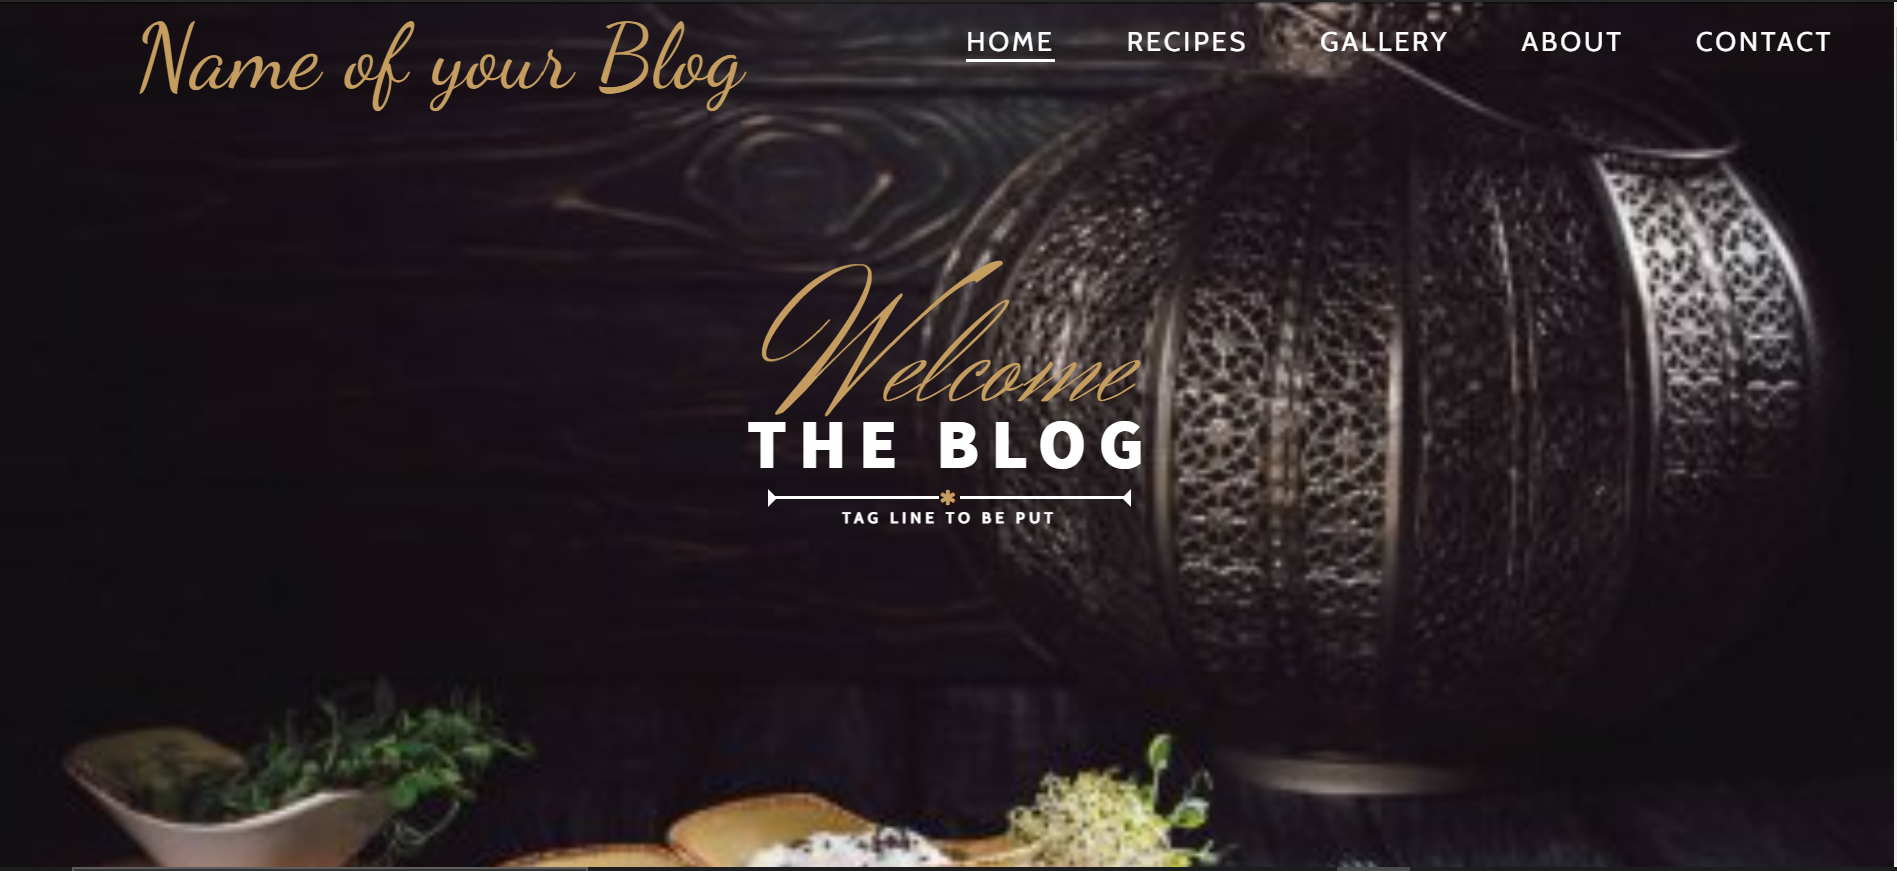 Name of your Blog
HOME RECIPES GALLERY ABOUT CONTACT
Welcome
THE BLOG
TAG LINE TO BE PUT